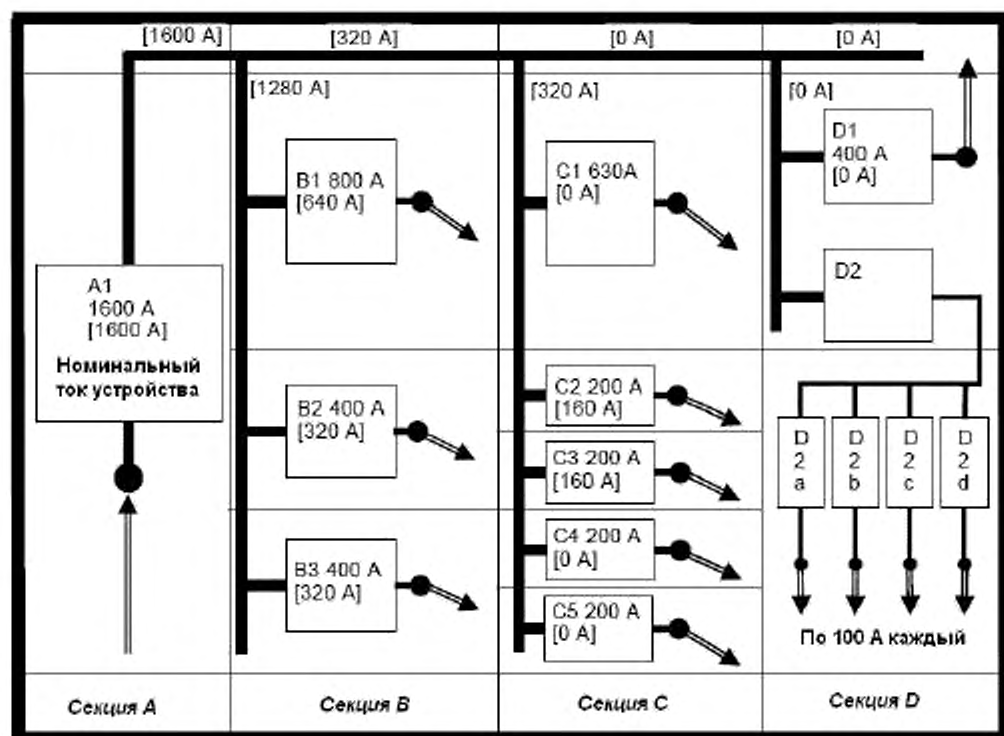 [1600 А]
[320 А]
[0 А]
[0 А]
[1280 А]
[320 А]
[0 А]
A1
1600 А
[1600 А]
Номинальный
ток устройства
B1 800 А
[640 А]
B2 400 А
[320 А]
B3 400 А
[320 А]
C1 630А
[0 А]
C2 200 А
[160 А]
C3 200 А
[160 А]
C4 200 А
[0 А]
C5 200 А
[0 А]
D1
400 А
[0 А]
D2
D
2
a
D
2
b
D
2
c
D
2
d
По 100 А каждый
Секция А
Секция В
Секция С
Секция D